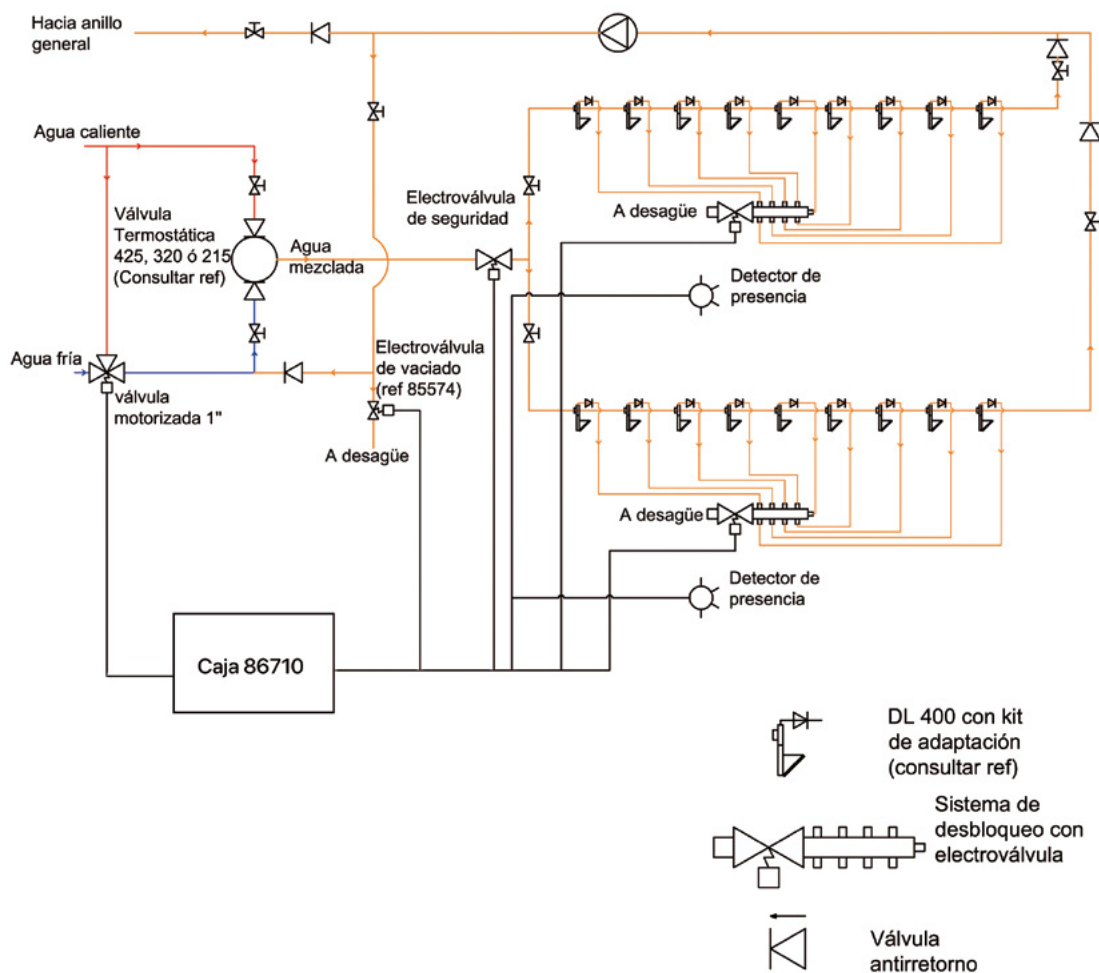 Hacia anillo
general
Agua caliente
Válvula
Termostática
425, 320 ó 215
(Consultar ref)
Agua
mezclada
Electroválvula
de seguridad
A desagüe
Detector de
presencia
Agua fría
válvula
motorizada 1"
Electroválvula
de vaciado
(ref 85574)
A desagüe
A desagüe
Detector de
presencia
Caja 86710
DL 400 con kit
de adaptación
(consultar ref)
Sistema de
desbloqueo con
electroválvula
Válvula
antirretorno